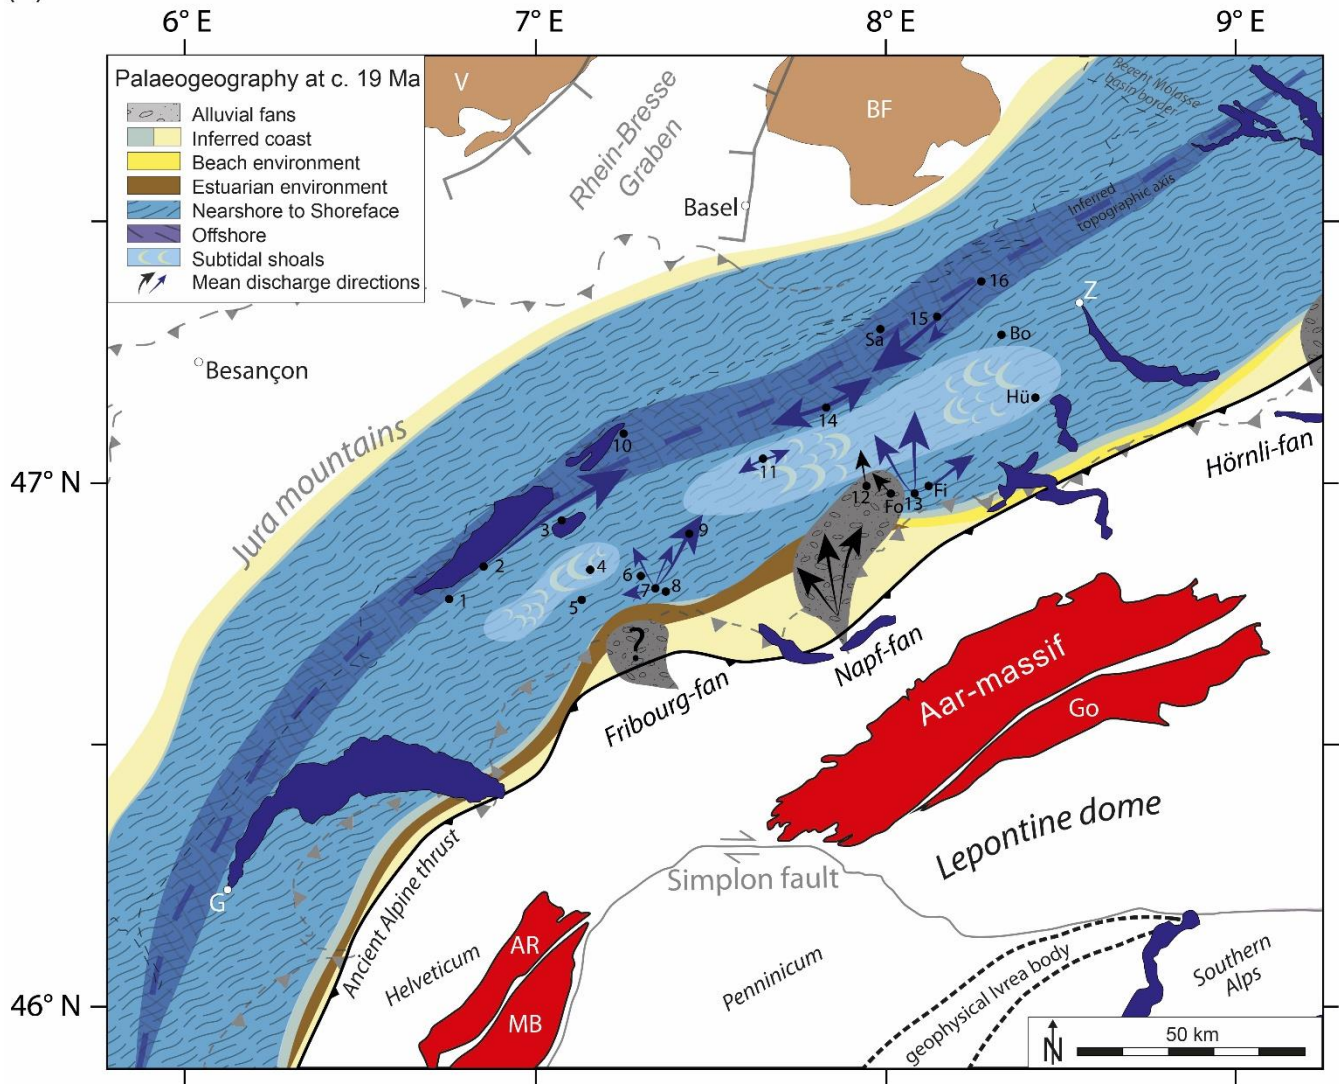 6° E
7° E
8° E
9° E
Palaeogeography at c. 19 Ma
Alluvial fans
Inferred coast
Beach environment
Estuarian environment
Nearshore to Shoreface
Offshore
Subtidal shoals
Mean discharge directions
V
Rhein-Bresse
Graben
BF
Recent Molasse
basin border
Basel
Inferred
topographic axis
Besançon
Jura mountains
16
Z
15
Sa
Bo
14
Hü
10
11
47° N
47° N
Hörnli-fan
12
Fo
13
Fi
3
9
2
4
6
7
8
1
5
?
Napf-fan
Fribourg-fan
Aar-massif
Go
Lepontine dome
Simplon fault
G
Ancient Alpine thrust
Helveticum
AR
MB
Penninicum
geophysical Ivrea body
Southern
Alps
46° N
46° N
N
50 km